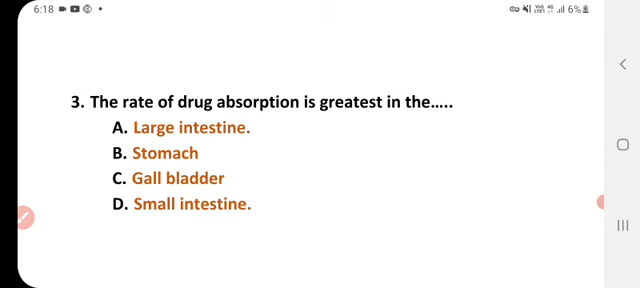 6:18
4G 6%
3. The rate of drug absorption is greatest in the.....
A. Large intestine.
B. Stomach
C. Gall bladder
D. Small intestine.